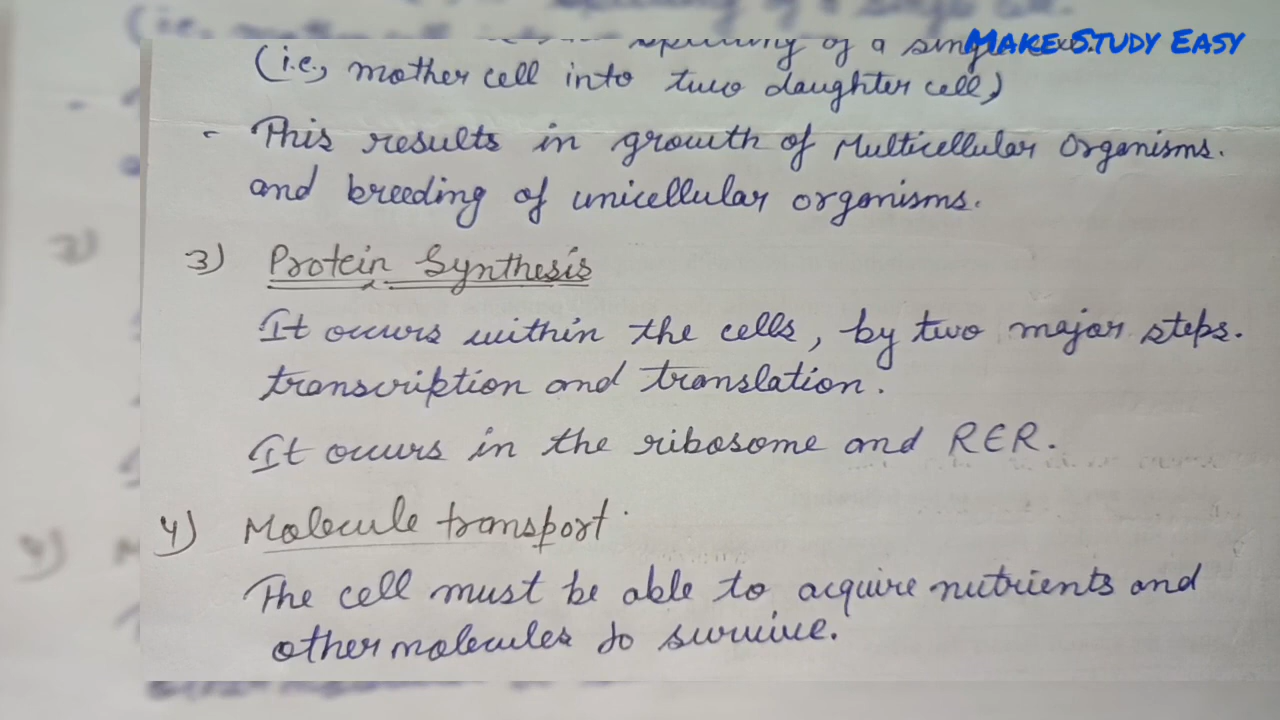 MAKE STUDY EASY
splitting of a single
(i.e., mother cell into two daughter cell)
- This results in growth of Multicellular Organisms.
and breeding of unicellular organisms.
3) Protein Synthesis
It occurs within the cells, by two major steps.
transcription and translation.
It occurs in the ribosome and RER.
4) Molecule transport
The cell must be able to acquire nutrients and
other molecules to survive.